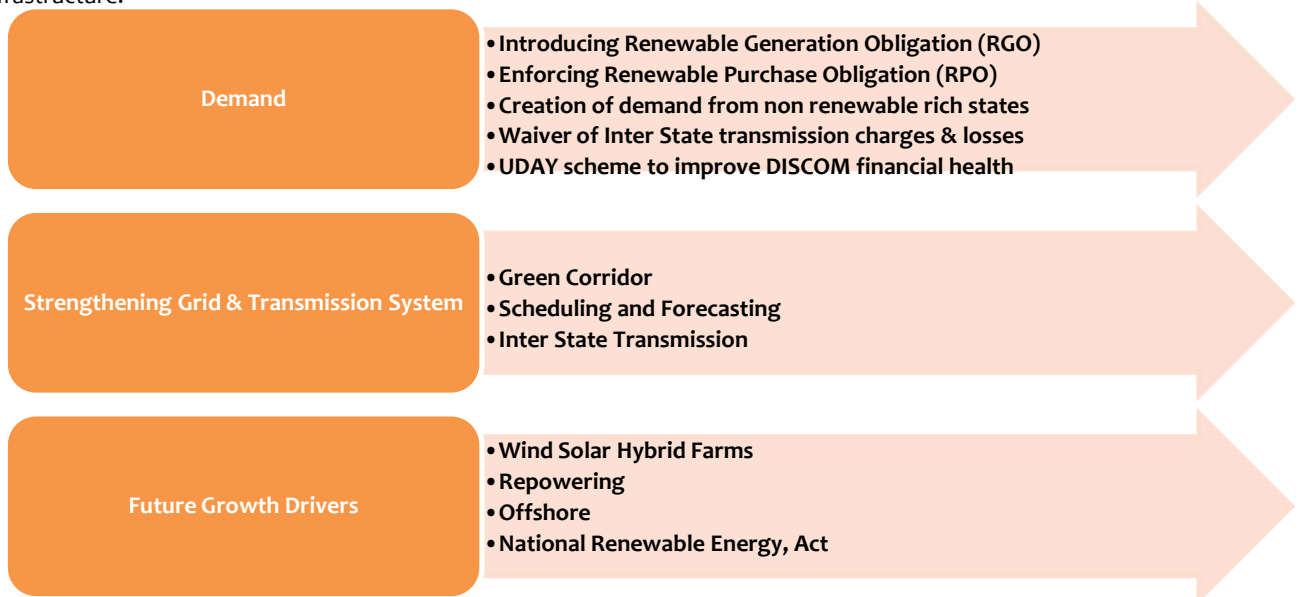 Demand
•Introducing Renewable Generation Obligation (RGO)
•Enforcing Renewable Purchase Obligation (RPO)
•Creation of demand from non renewable rich states
•Waiver of Inter State transmission charges & losses
•UDAY scheme to improve DISCOM financial health
Strengthening Grid & Transmission System
•Green Corridor
•Scheduling and Forecasting
•Inter State Transmission
Future Growth Drivers
•Wind Solar Hybrid Farms
•Repowering
•Offshore
•National Renewable Energy, Act